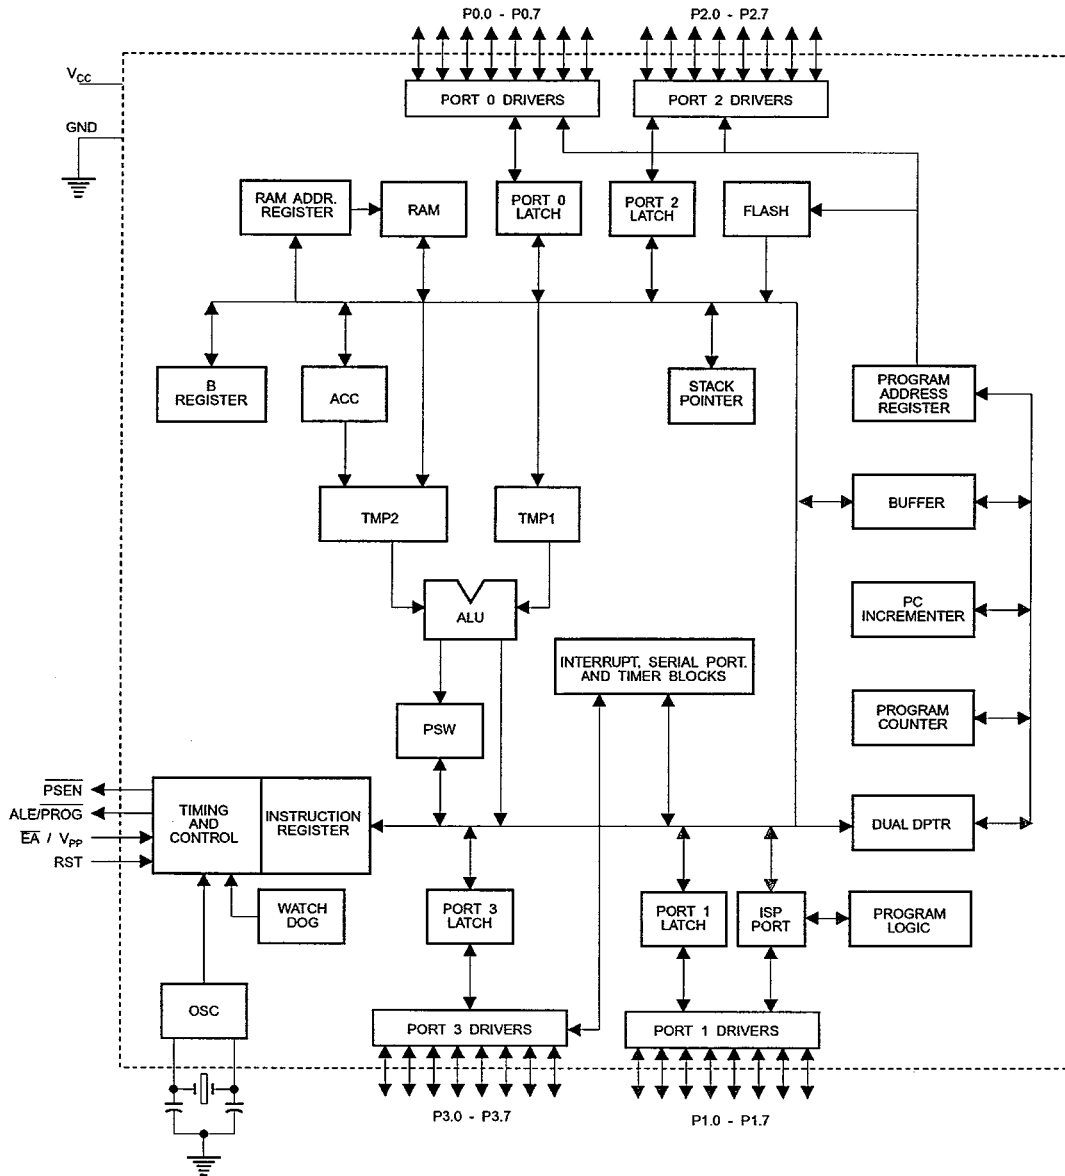 P0.0 - P0.7
P2.0 - P2.7
VCC
PORT 0 DRIVERS
PORT 2 DRIVERS
GND
RAM ADDR.
REGISTER
RAM
PORT 0
LATCH
PORT 2
LATCH
FLASH
B
REGISTER
ACC
STACK
POINTER
PROGRAM
ADDRESS
REGISTER
TMP2
TMP1
BUFFER
ALU
PC
INCREMENTER
INTERRUPT, SERIAL PORT.
AND TIMER BLOCKS
PSW
PROGRAM
COUNTER
PSEN
ALE/PROG
EA / VPP
RST
TIMING
AND
CONTROL
INSTRUCTION
REGISTER
DUAL DPTR
WATCH
DOG
PORT 3
LATCH
PORT 1
LATCH
ISP
PORT
PROGRAM
LOGIC
OSC
PORT 3 DRIVERS
PORT 1 DRIVERS
P3.0 - P3.7
P1.0 - P1.7